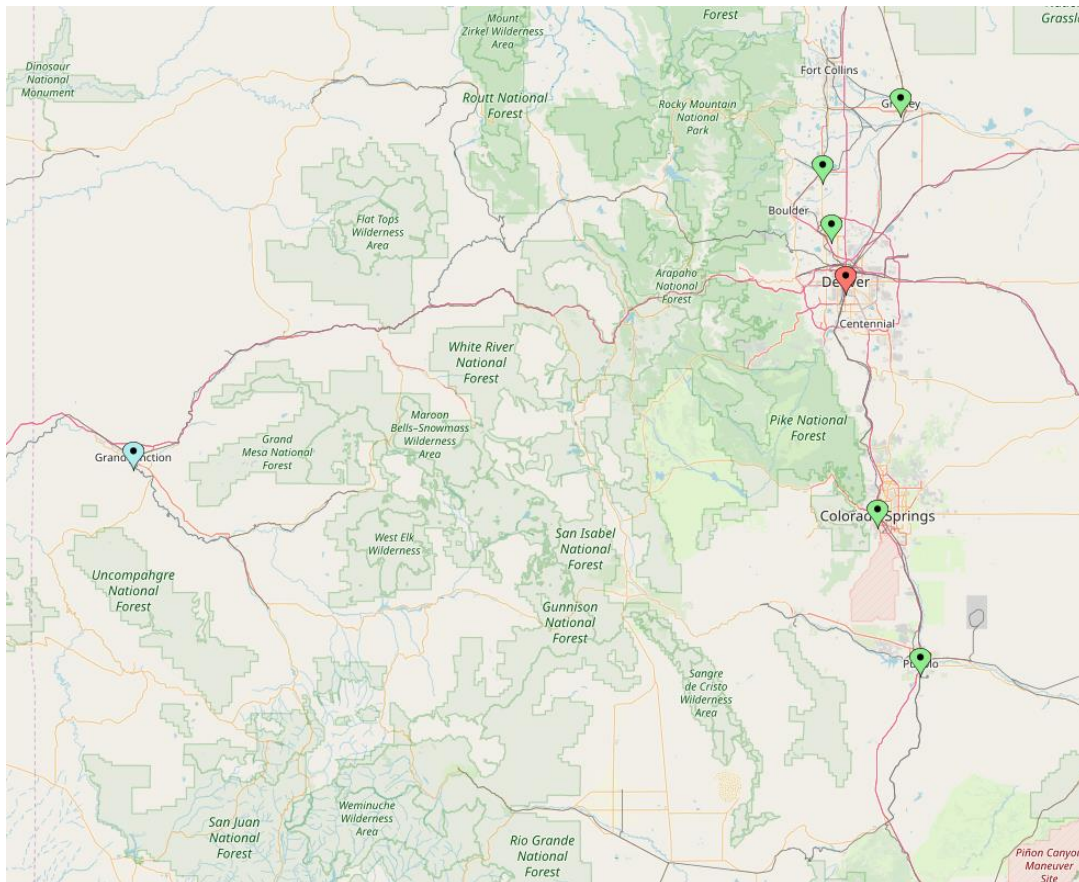 Mount
Zirkel Wilderness
Area
Forest
Grassl
Dinosaur
National
Monument
Fort Collins
Routt National
Forest
Rocky Mountain
National
Park
Flat Tops
Wilderness
Area
Boulder
Arapaho
National
Forest
Centennial
White River
National
Forest
Maroon
Bells–Snowmass
Wilderness
Area
Grand
Mesa National
Forest
Pike National
Forest
West Elk
Wilderness
San Isabel
National
Forest
Uncompahgre
National
Forest
Gunnison
National
Forest
Sangre
de Cristo
Wilderness
Area
Weminuche
Wilderness
Area
San Juan
National
Forest
Rio Grande
National
Forest
Piñon Canyo
Maneuver
Site